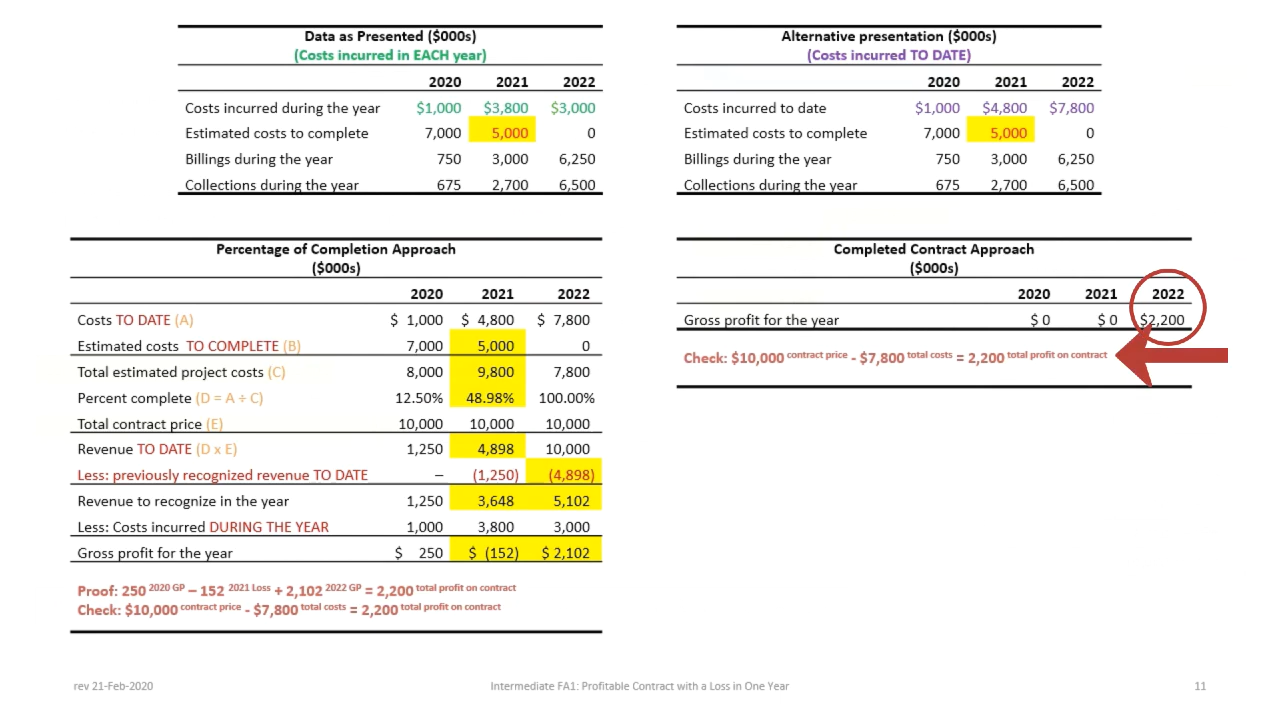 Data as Presented ($000s)
(Costs incurred in EACH year)
2020 2021 2022
Costs incurred during the year $1,000 $3,800 $3,000
Estimated costs to complete 7,000 5,000 0
Billings during the year 750 3,000 6,250
Collections during the year 675 2,700 6,500
Alternative presentation ($000s)
(Costs incurred TO DATE)
2020 2021 2022
Costs incurred to date $1,000 $4,800 $7,800
Estimated costs to complete 7,000 5,000 0
Billings during the year 750 3,000 6,250
Collections during the year 675 2,700 6,500
Percentage of Completion Approach
($000s)
2020 2021 2022
Costs TO DATE (A) $ 1,000 $ 4,800 $ 7,800
Estimated costs TO COMPLETE (B) 7,000 5,000 0
Total estimated project costs (C) 8,000 9,800 7,800
Percent complete (D = A ÷ C) 12.50% 48.98% 100.00%
Total contract price (E) 10,000 10,000 10,000
Revenue TO DATE (D x E) 1,250 4,898 10,000
Less: previously recognized revenue TO DATE – (1,250) (4,898)
Revenue to recognize in the year 1,250 3,648 5,102
Less: Costs incurred DURING THE YEAR 1,000 3,800 3,000
Gross profit for the year $ 250 $ (152) $ 2,102
Proof: 250 2020 GP – 152 2021 Loss + 2,102 2022 GP = 2,200 total profit on contract
Check: $10,000 contract price - $7,800 total costs = 2,200 total profit on contract
Completed Contract Approach
($000s)
2020 2021 2022
Gross profit for the year $ 0 $ 0 $2,200
Check: $10,000 contract price - $7,800 total costs = 2,200 total profit on contract
rev 21-Feb-2020
Intermediate FA1: Profitable Contract with a Loss in One Year
11